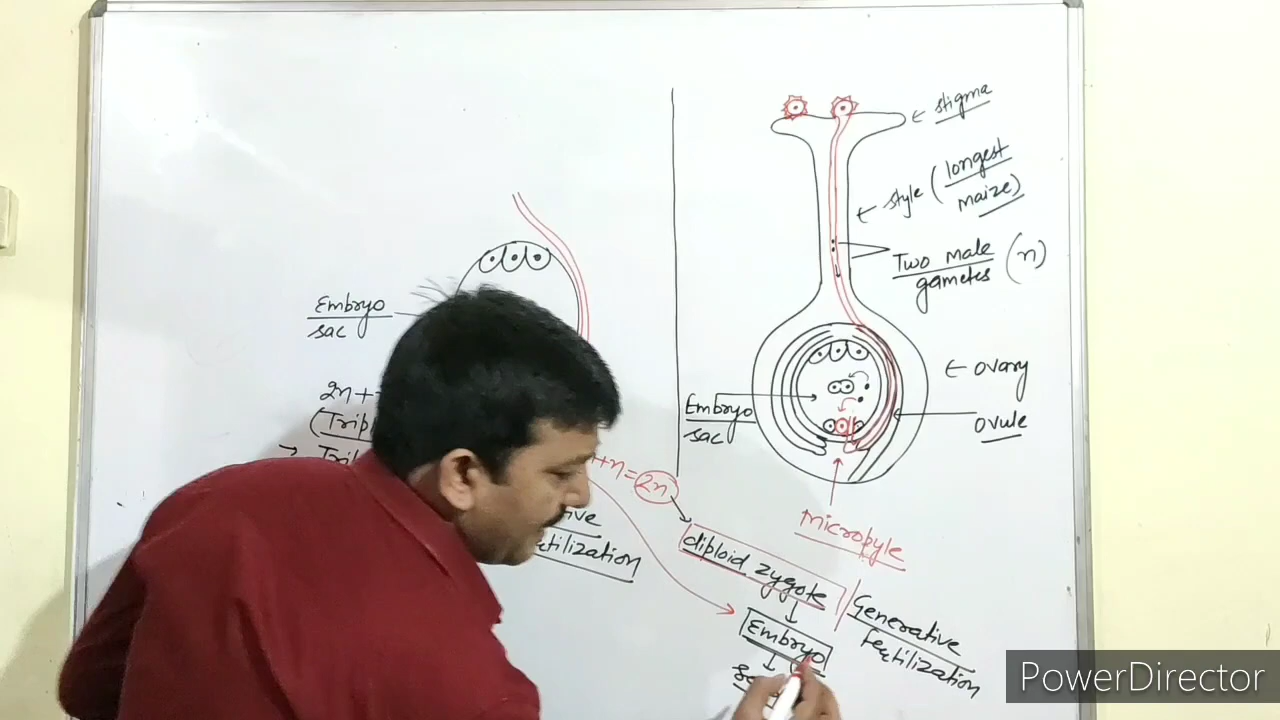 stigma
style (longest
maize)
Two male
gametes (n)
Embryo
sac
ovary
Embryo
sac
ovule
n+n=2n
micropyle
fertilization
diploid zygote
Generative
fertilization
Embryo
PowerDirector